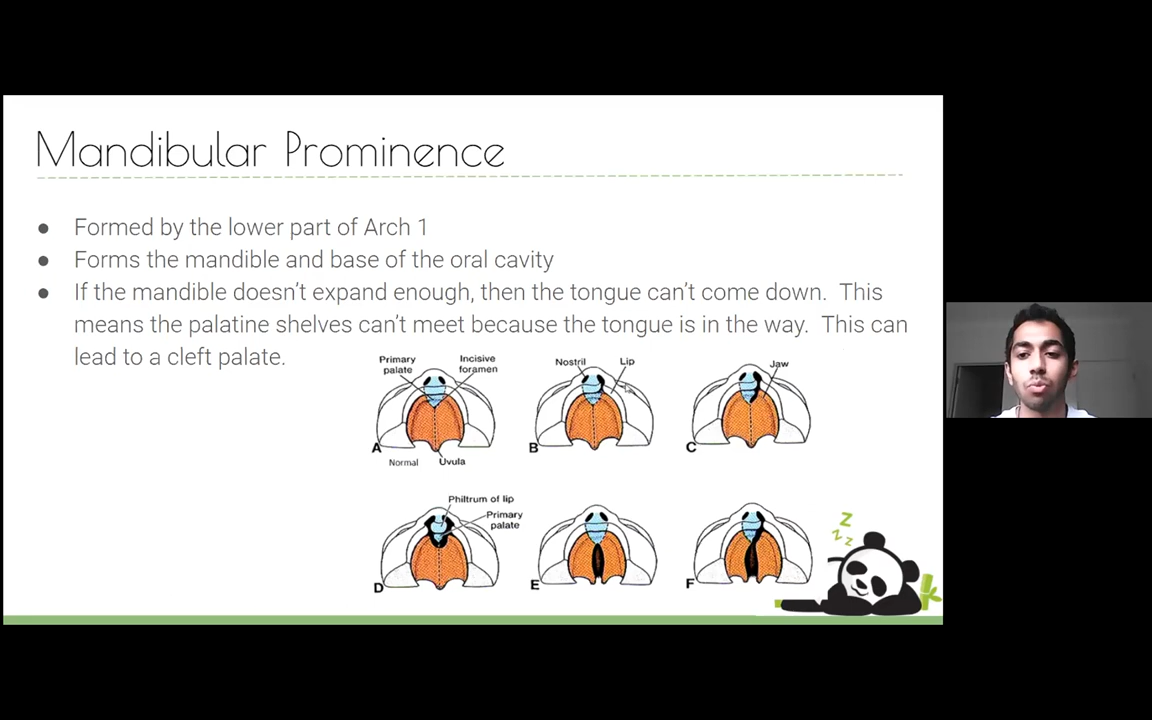 Mandibular Prominence
● Formed by the lower part of Arch 1
● Forms the mandible and base of the oral cavity
● If the mandible doesn't expand enough, then the tongue can't come down. This
means the palatine shelves can't meet because the tongue is in the way. This can
lead to a cleft palate.
Primary
palate
Incisive
foramen
Nostril
Lip
Jaw
A
Normal
Uvula
B
C
Philtrum of lip
Primary
palate
D
E
F
z
z
z